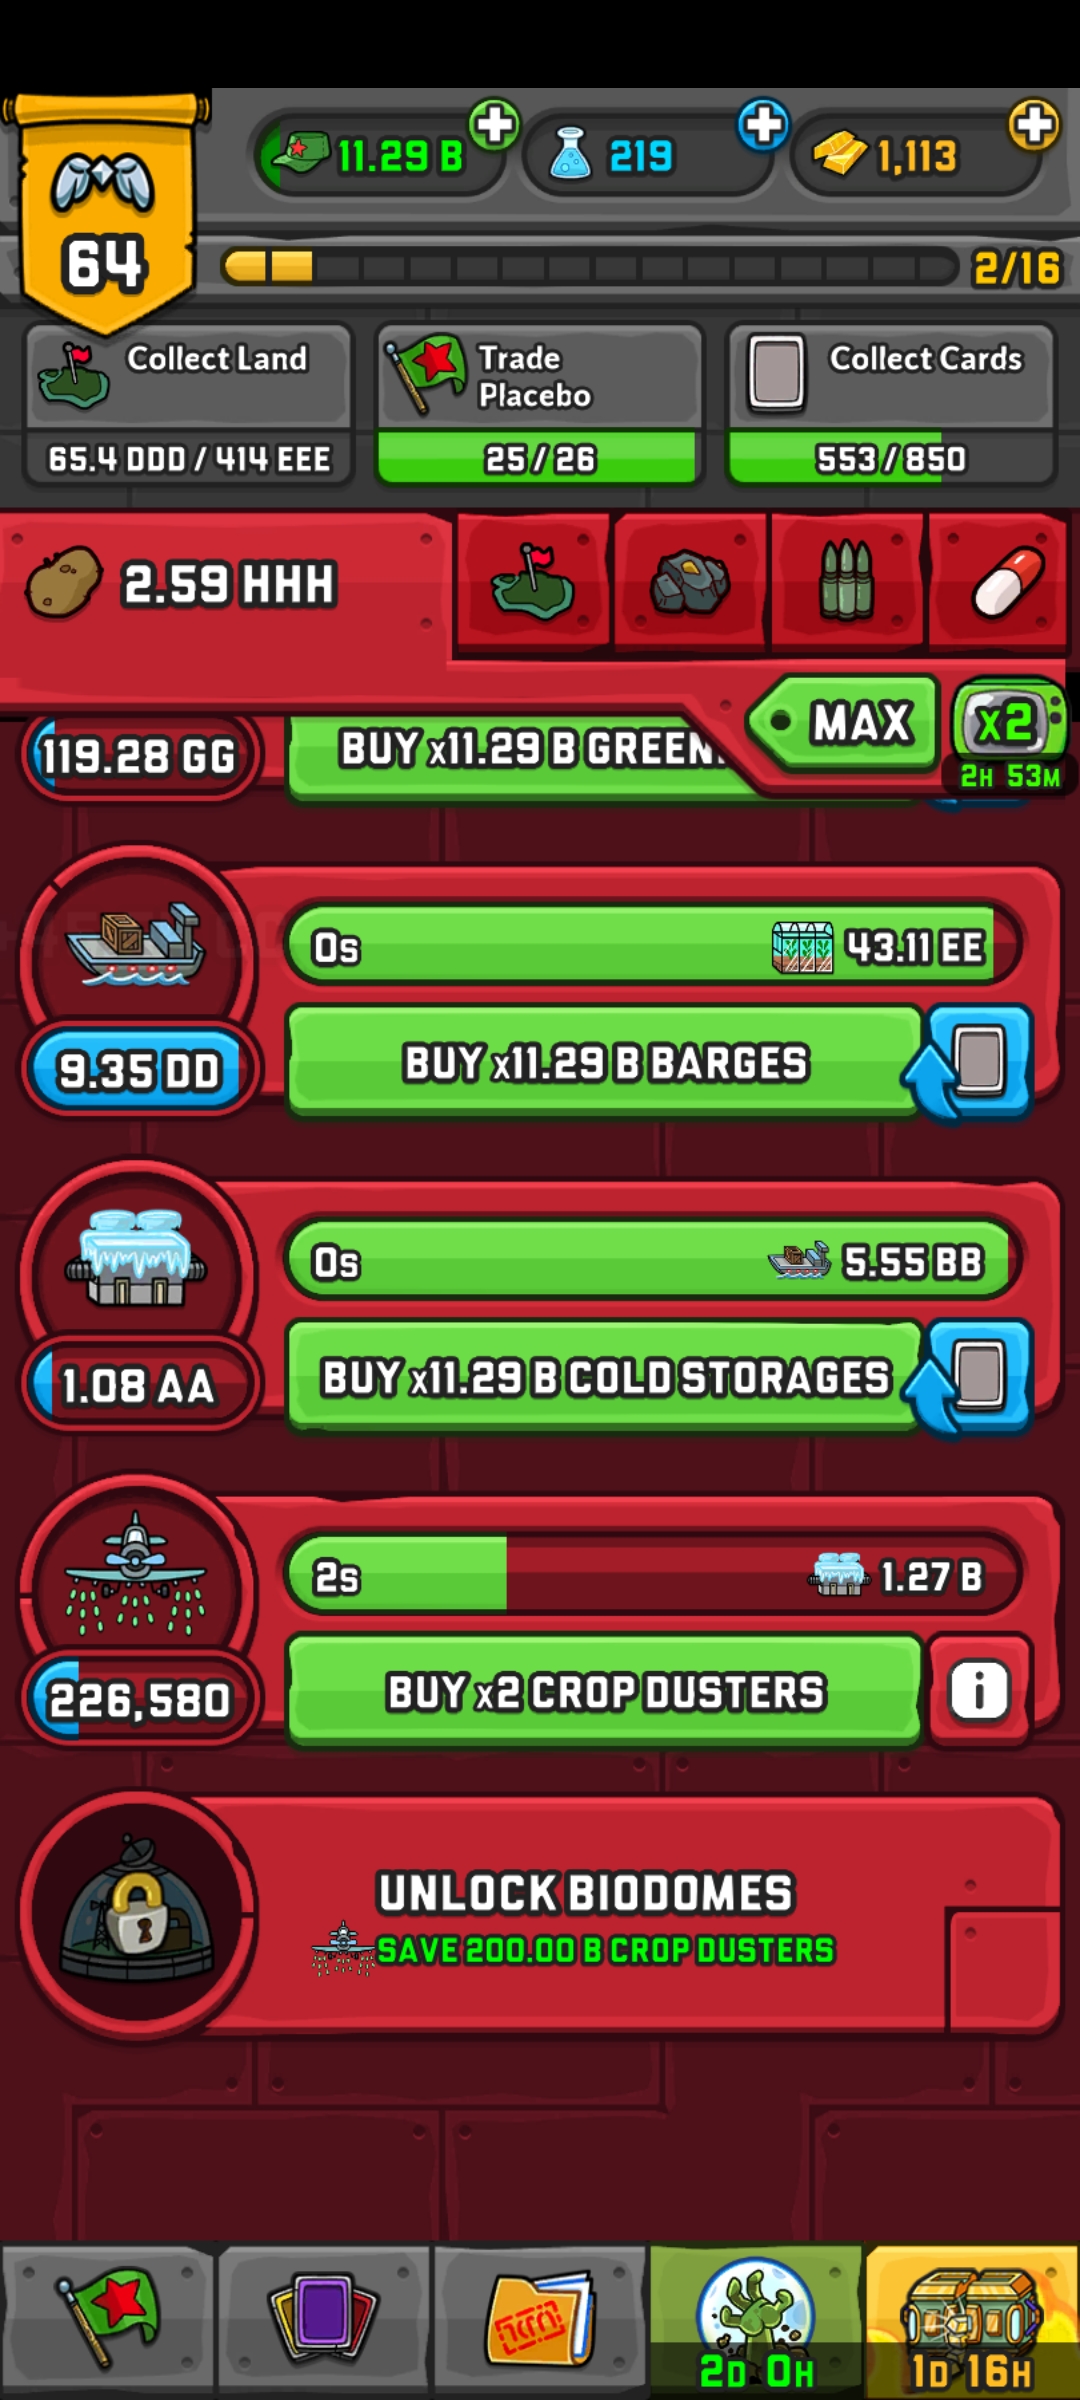 11.29 B
219
1,113
64
2/16
Collect Land
65.4 DDD / 414 EEE
Trade
Placebo
25 / 26
Collect Cards
553 / 850
2.59 HHH
MAX
x2
2H 53M
119.28 GG
BUY x11.29 B GREEN
0s
43.11 EE
9.35 DD
BUY x11.29 B BARGES
0s
5.55 BB
1.08 AA
BUY x11.29 B COLD STORAGES
2s
1.27 B
226,580
BUY x2 CROP DUSTERS
i
UNLOCK BIODOMES
SAVE 200.00 B CROP DUSTERS
2D 0H
1D 16H